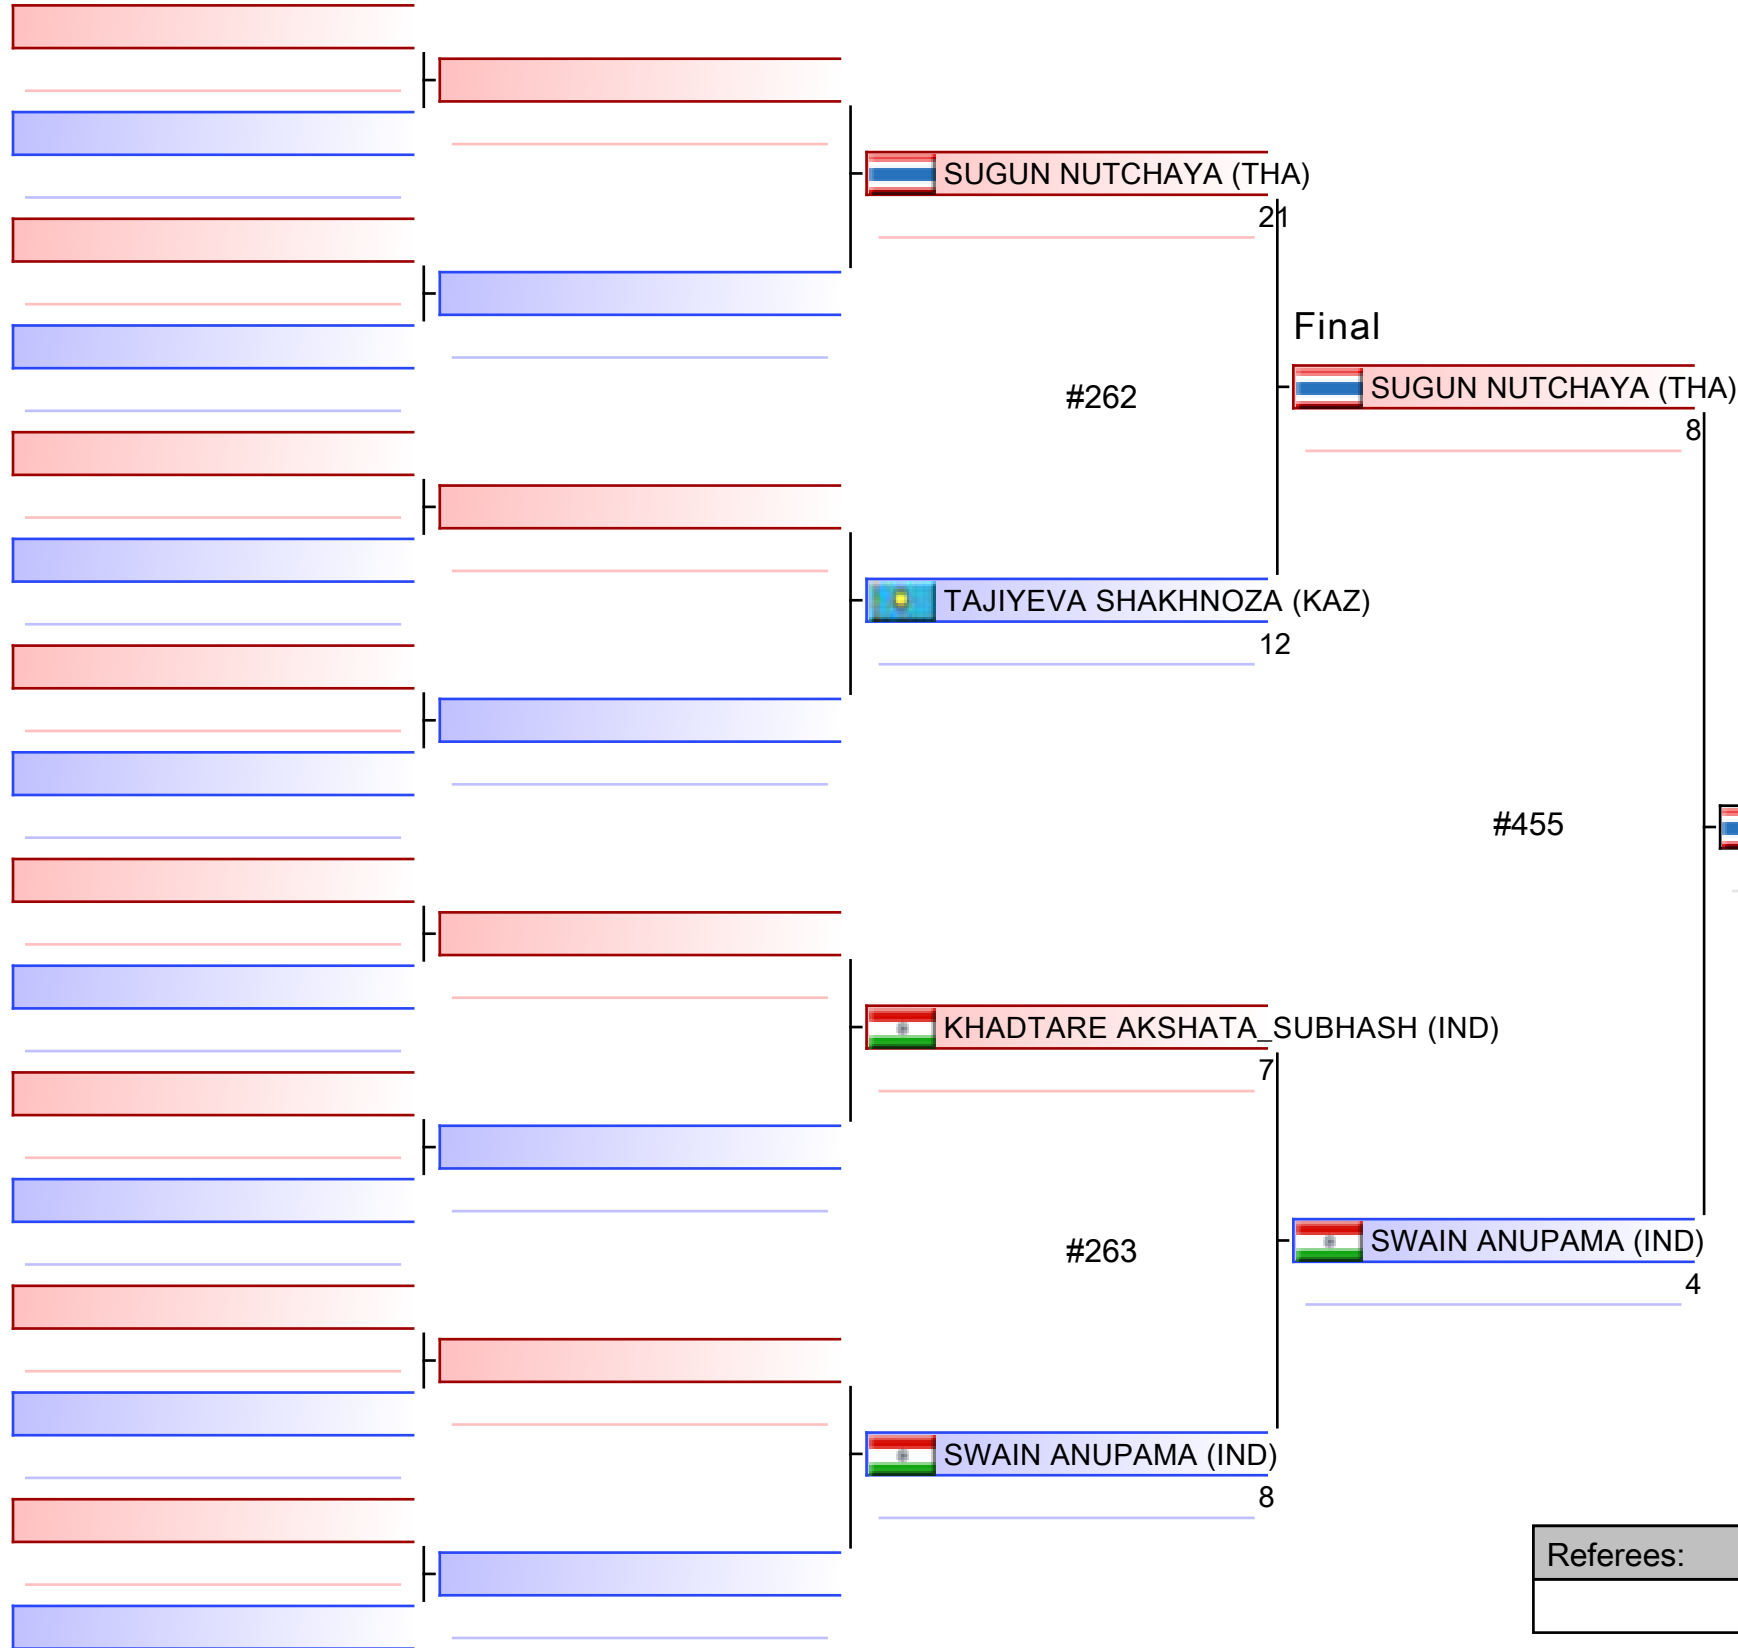 SUGUN NUTCHAYA (THA)
21
Final
#262
SUGUN NUTCHAYA (THA)
8
TAJIYEVA SHAKHNOZA (KAZ)
12
#455
KHADTARE AKSHATA_SUBHASH (IND)
7
#263
SWAIN ANUPAMA (IND)
4
SWAIN ANUPAMA (IND)
8
Referees: